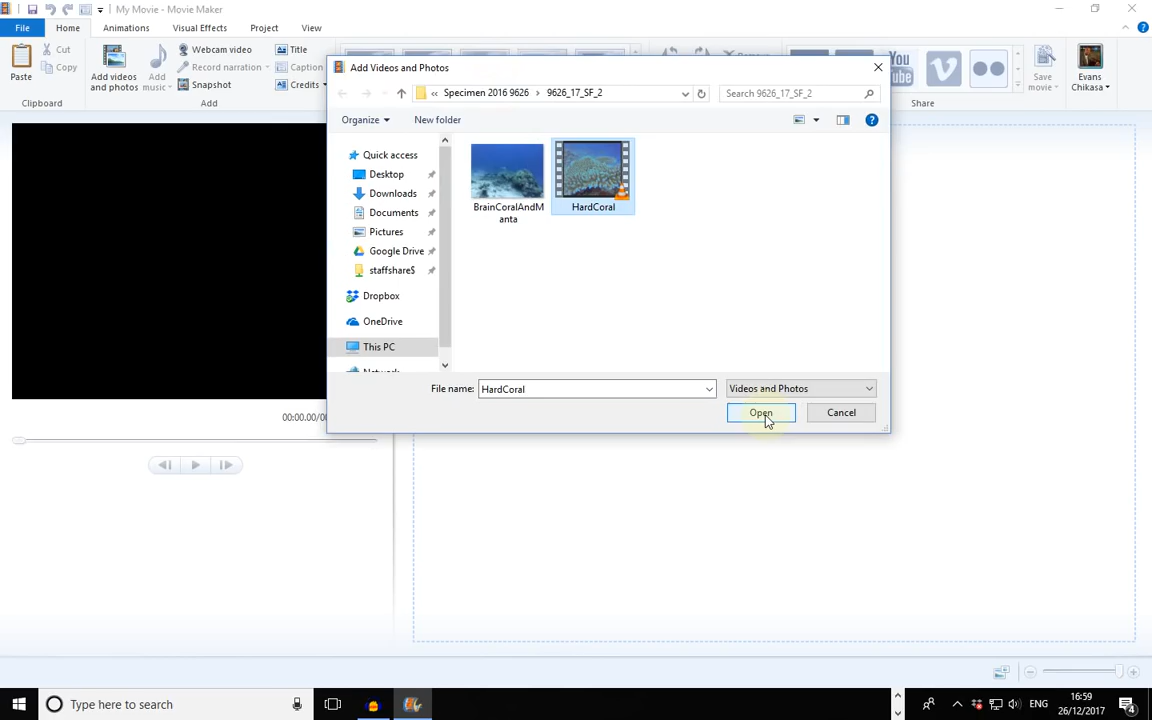 My Movie - Movie Maker
File Home Animations Visual Effects Project View
Paste
Cut
Copy
Clipboard
Add videos
and photos
Add
music
Webcam video
Record narration
Snapshot
Add
Title
Caption
Credits
You
Tube
Share
Save
movie
Evans
Chikasa
Add Videos and Photos
« Specimen 2016 9626 › 9626_17_SF_2
Search 9626_17_SF_2
Organize New folder
Quick access
Desktop
Downloads
Documents
Pictures
Google Drive
staffshare$
Dropbox
OneDrive
This PC
Network
BrainCoralAndM
anta
HardCoral
File name: HardCoral
Videos and Photos
Open Cancel
00:00.00/0
Type here to search
ENG
16:59
26/12/2017
4